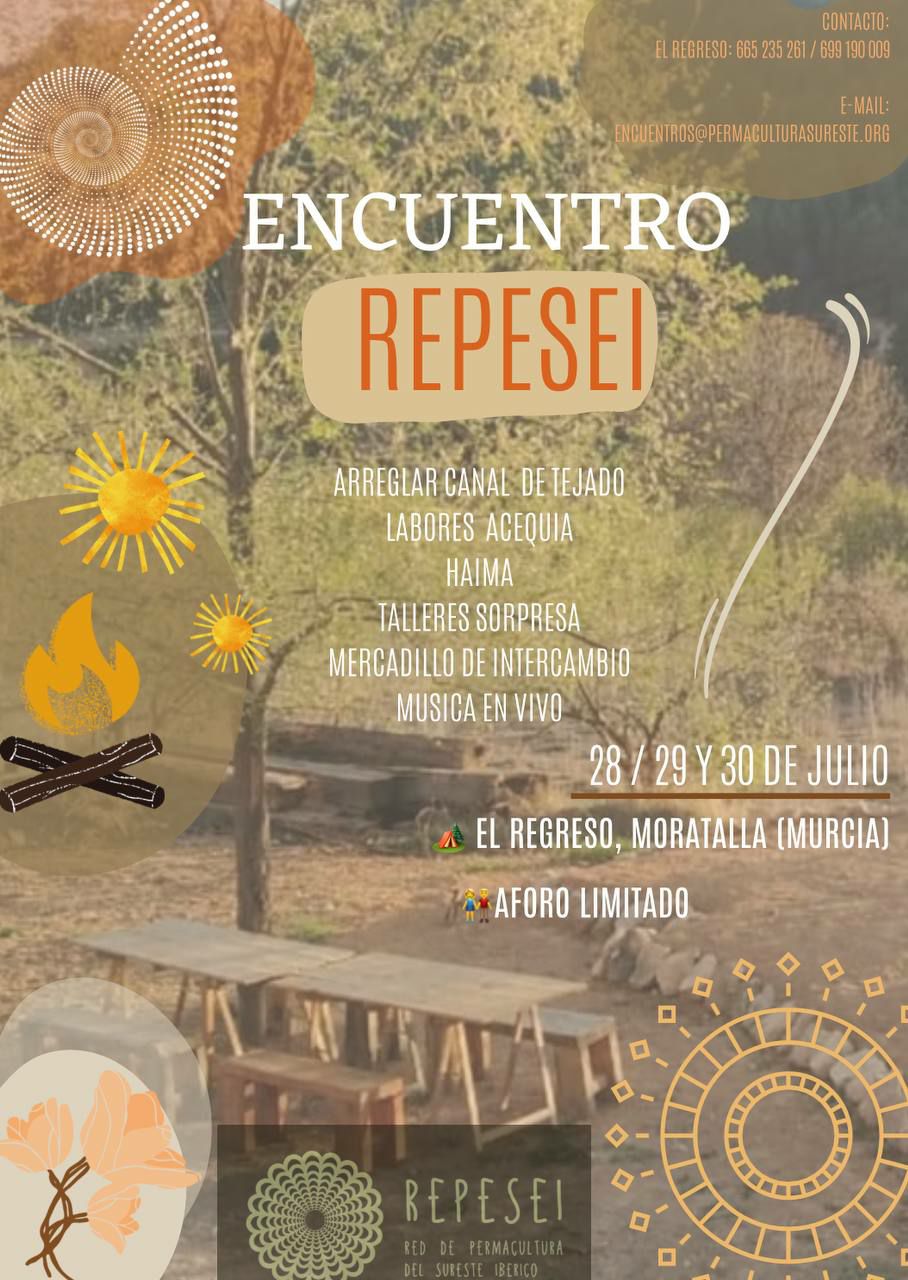 CONTACTO:
EL REGRESO: 665 235 261 / 699 190 009
E-MAIL:
ENCUENTROS@PERMACULTURASURESTE.ORG
ENCUENTRO
REPESEI
ARREGLAR CANAL DE TEJADO
LABORES ACEQUIA
HAIMA
TALLERES SORPRESA
MERCADILLO DE INTERCAMBIO
MUSICA EN VIVO
28 / 29 Y 30 DE JULIO
EL REGRESO, MORATALLA (MURCIA)
AFORO LIMITADO
REPESEI
RED DE PERMACULTURA
DEL SURESTE IBERICO